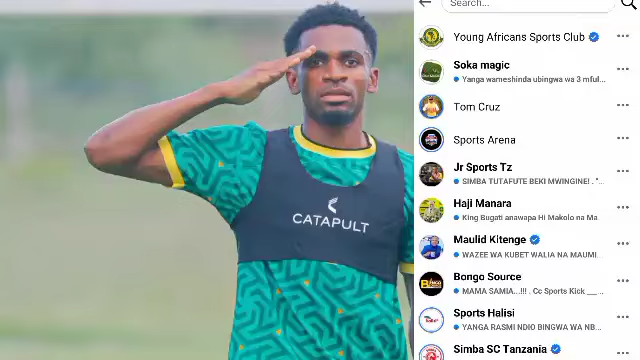 CATAPULT
Search...
Young Africans Sports Club
Soka magic
Yanga wameshinda ubingwa wa 3 mful...
Tom Cruz
Sports Arena
Jr Sports Tz
SIMBA TUTAFUTE BEKI MWINGINE! . "...
Haji Manara
King Bugati anawapa Hi Makolo na Ma
Maulid Kitenge
WAZEE WA KUBET WALIA NA MAUMI...
Bongo Source
MAMA SAMIA...!!! . Cc Sports Kick ___ ...
Sports Halisi
YANGA RASMI NDIO BINGWA WA NB...
Simba SC Tanzania